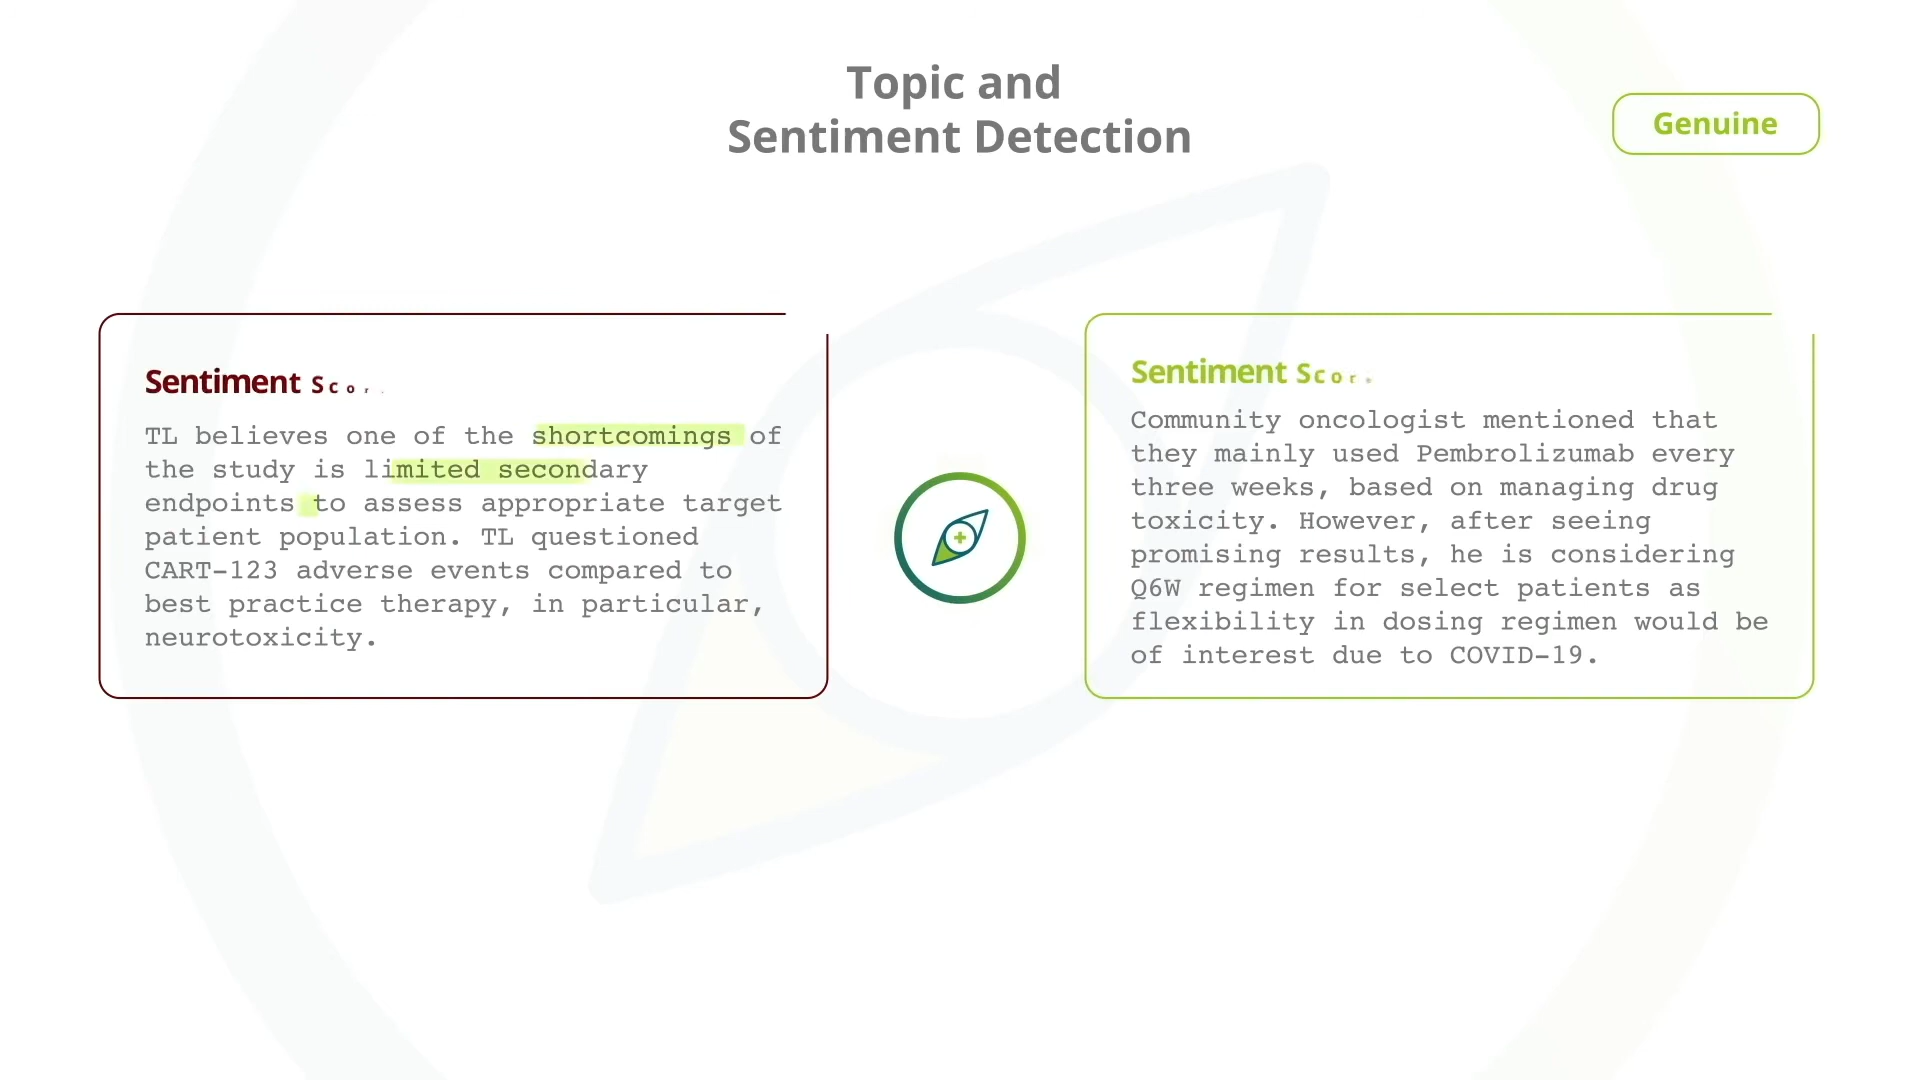 Topic and
Sentiment Detection
Genuine
Sentiment Scor
TL believes one of the shortcomings of
the study is limited secondary
endpoints to assess appropriate target
patient population. TL questioned
CART-123 adverse events compared to
best practice therapy, in particular,
neurotoxicity.
Sentiment Score
Community oncologist mentioned that
they mainly used Pembrolizumab every
three weeks, based on managing drug
toxicity. However, after seeing
promising results, he is considering
Q6W regimen for select patients as
flexibility in dosing regimen would be
of interest due to COVID-19.